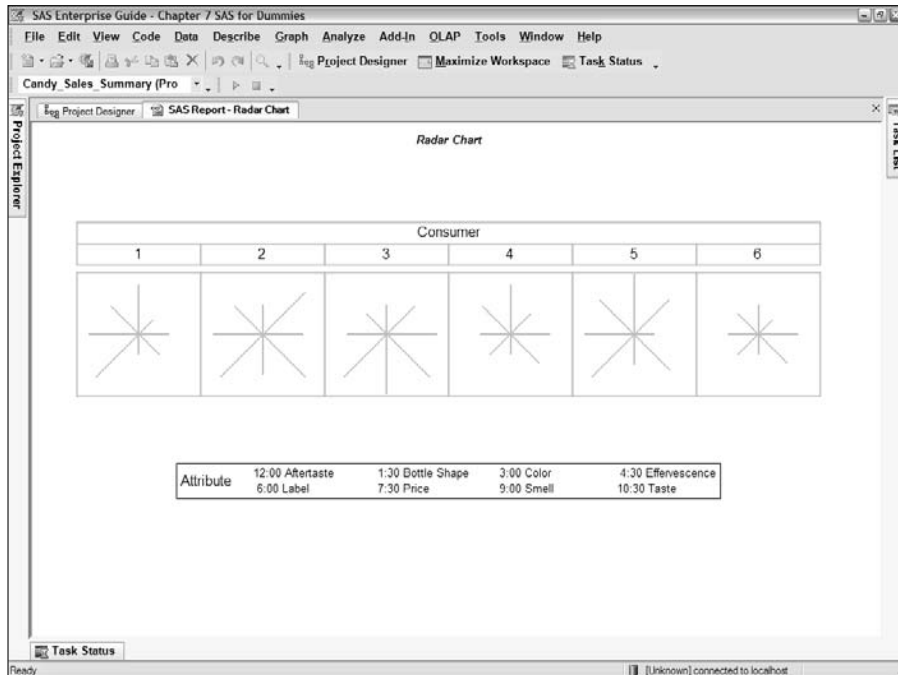 SAS Enterprise Guide - Chapter 7 SAS for Dummies
File Edit View Code Data Describe Graph Analyze Add-In OLAP Tools Window Help
Project Designer Maximize Workspace Task Status
Candy_Sales_Summary (Pro
Project Designer SAS Report - Radar Chart
Project Explorer
Task List
Radar Chart
Consumer
1 2 3 4 5 6
Attribute
12:00 Aftertaste 1:30 Bottle Shape 3:00 Color 4:30 Effervescence
6:00 Label 7:30 Price 9:00 Smell 10:30 Taste
Task Status
Ready [Unknown] connected to localhost